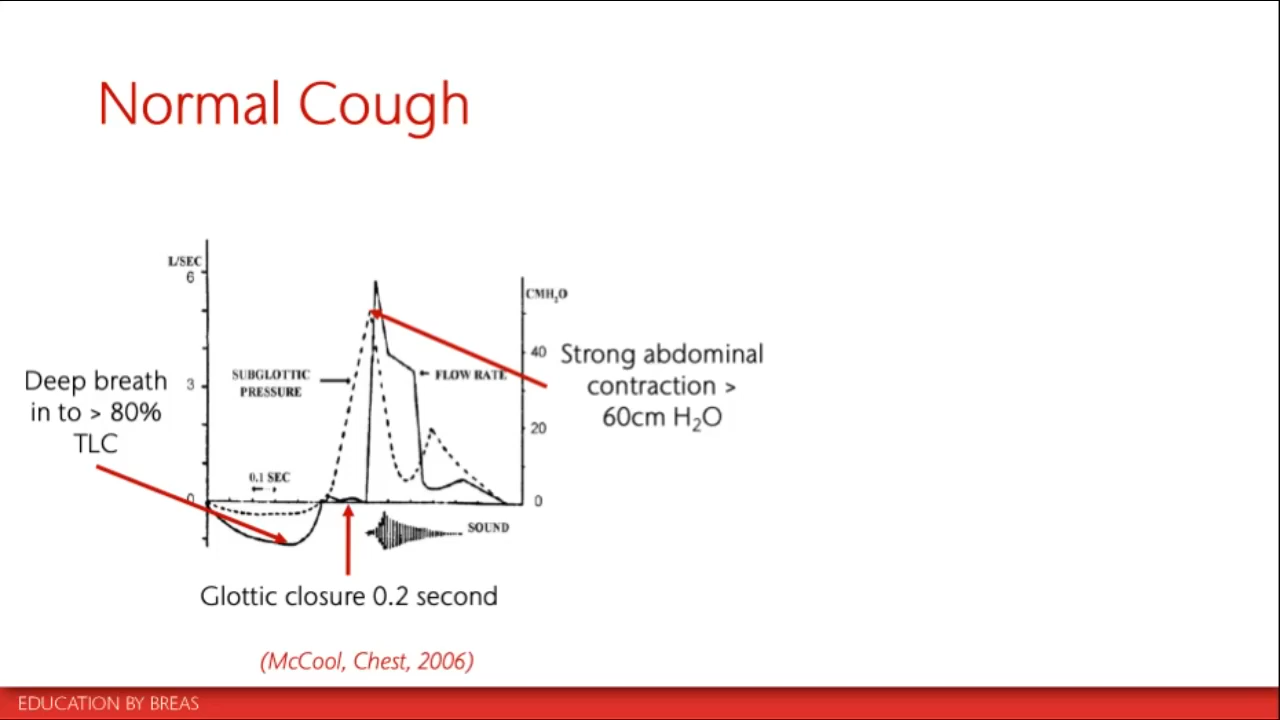 Normal Cough
L/SEC
6
CMH₂O
40
Strong abdominal
contraction >
60cm H₂O
SUBGLOTTIC
PRESSURE
FLOW RATE
Deep breath
in to > 80%
TLC
3
20
0.1 SEC
0
0
SOUND
Glottic closure 0.2 second
(McCool, Chest, 2006)
EDUCATION BY BREAS